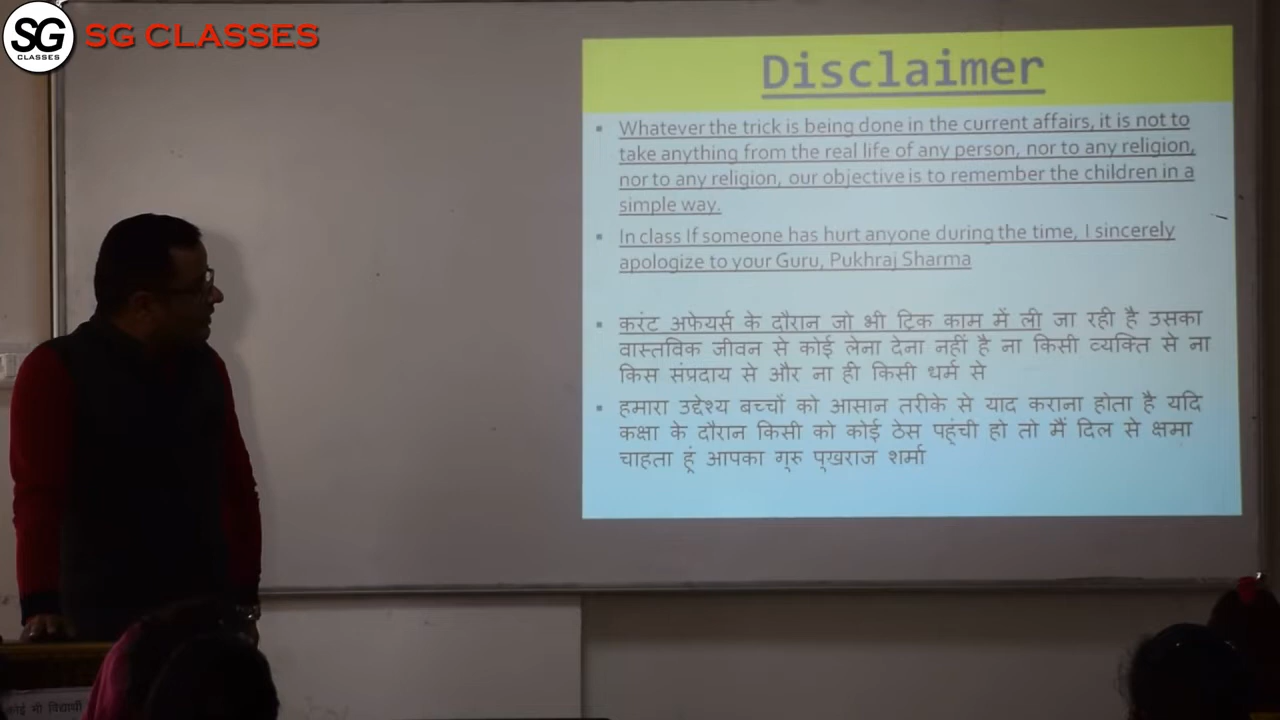 SG
CLASSES
SG CLASSES
Disclaimer
▪ Whatever the trick is being done in the current affairs, it is not to
take anything from the real life of any person, nor to any religion,
nor to any religion, our objective is to remember the children in a
simple way.
▪ In class If someone has hurt anyone during the time, I sincerely
apologize to your Guru, Pukhraj Sharma
▪ करंट अफेयर्स के दौरान जो भी ट्रिक काम में ली जा रही है उसका
वास्तविक जीवन से कोई लेना देना नहीं है ना किसी व्यक्ति से ना
किस संप्रदाय से और ना ही किसी धर्म से
▪ हमारा उद्देश्य बच्चों को आसान तरीके से याद कराना होता है यदि
कक्षा के दौरान किसी को कोई ठेस पहुंची हो तो मैं दिल से क्षमा
चाहता हूं आपका गुरु पुखराज शर्मा
कोई भी विद्यार्थी